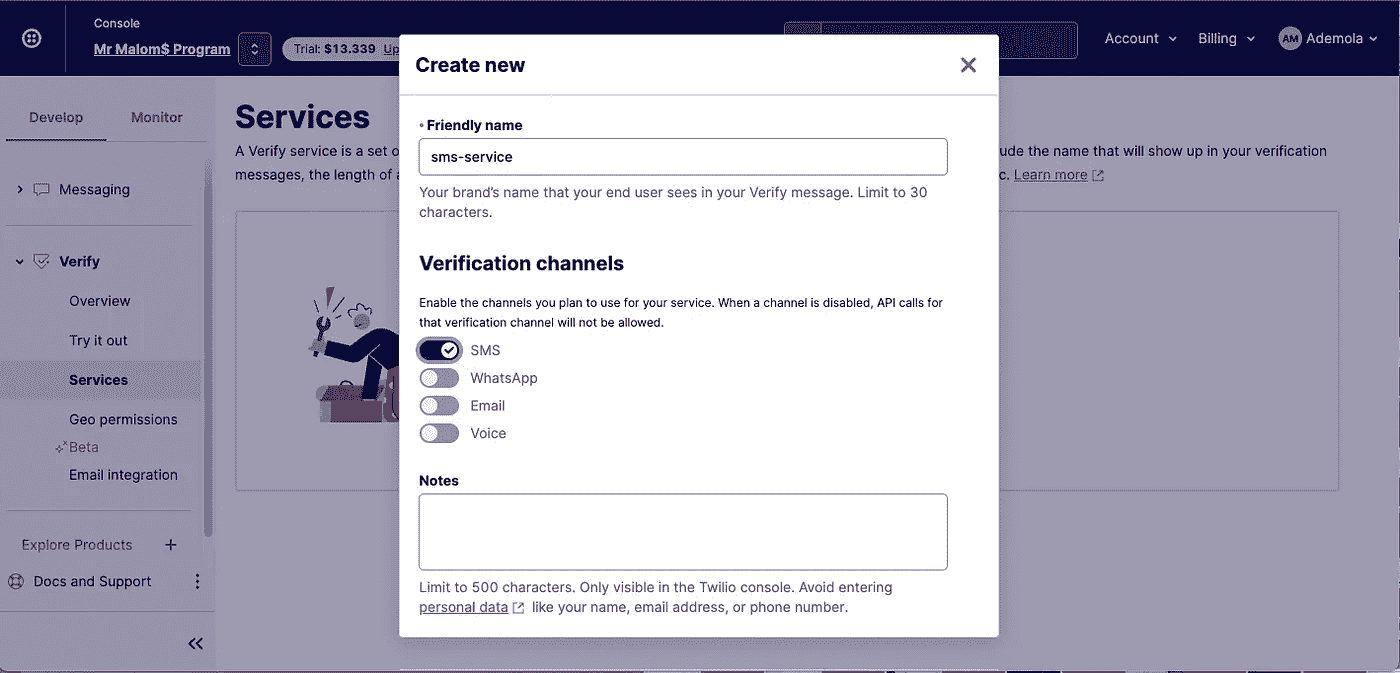 Console
Mr Malom$ Program
Trial: $13.339 Up
Account
Billing
AM Ademola
Develop
Monitor
Messaging
Verify
Overview
Try it out
Services
Geo permissions
Beta
Email integration
Explore Products +
Docs and Support
Services
A Verify service is a set o
ude the name that will show up in your verification
messages, the length of a
c. Learn more
Create new
Friendly name
sms-service
Your brand’s name that your end user sees in your Verify message. Limit to 30
characters.
Verification channels
Enable the channels you plan to use for your service. When a channel is disabled, API calls for
that verification channel will not be allowed.
SMS
WhatsApp
Email
Voice
Notes
Limit to 500 characters. Only visible in the Twilio console. Avoid entering
personal data like your name, email address, or phone number.